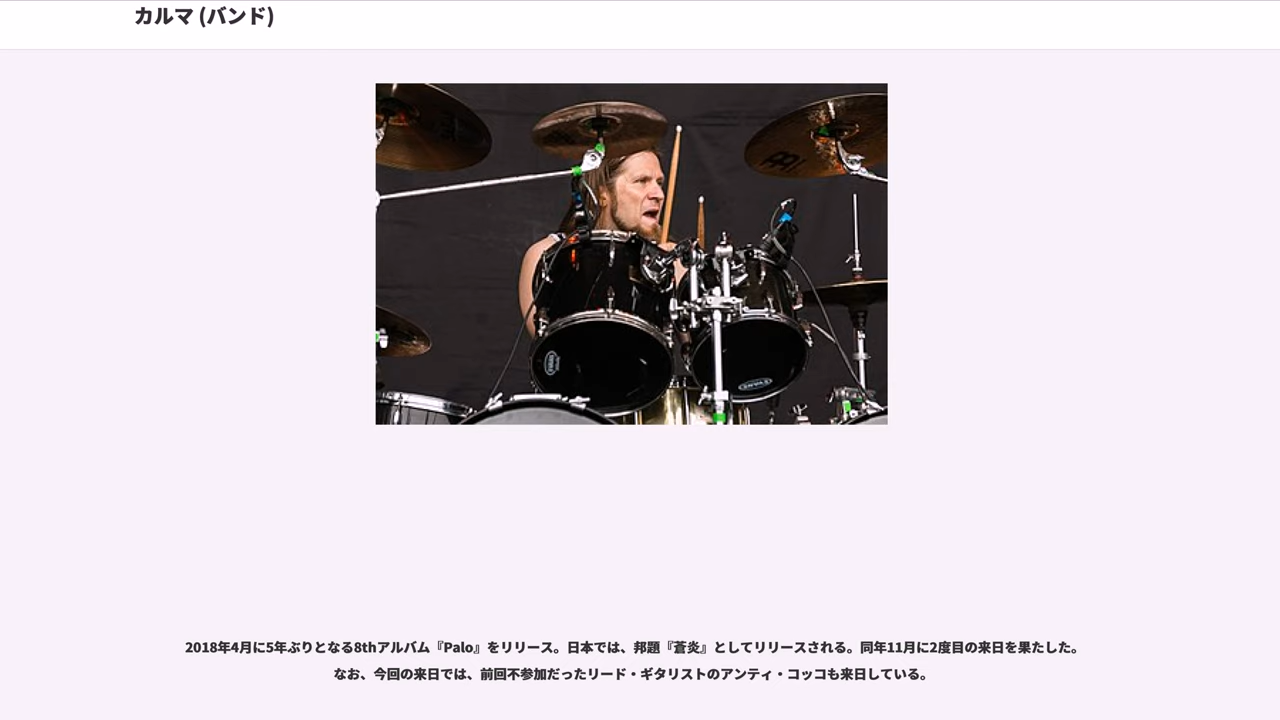 カルマ (バンド)
2018年4月に5年ぶりとなる8thアルバム『Palo』をリリース。日本では、邦題『蒼炎』としてリリースされる。同年11月に2度目の来日を果たした。
なお、今回の来日では、前回不参加だったリード・ギタリストのアンティ・コッコも来日している。